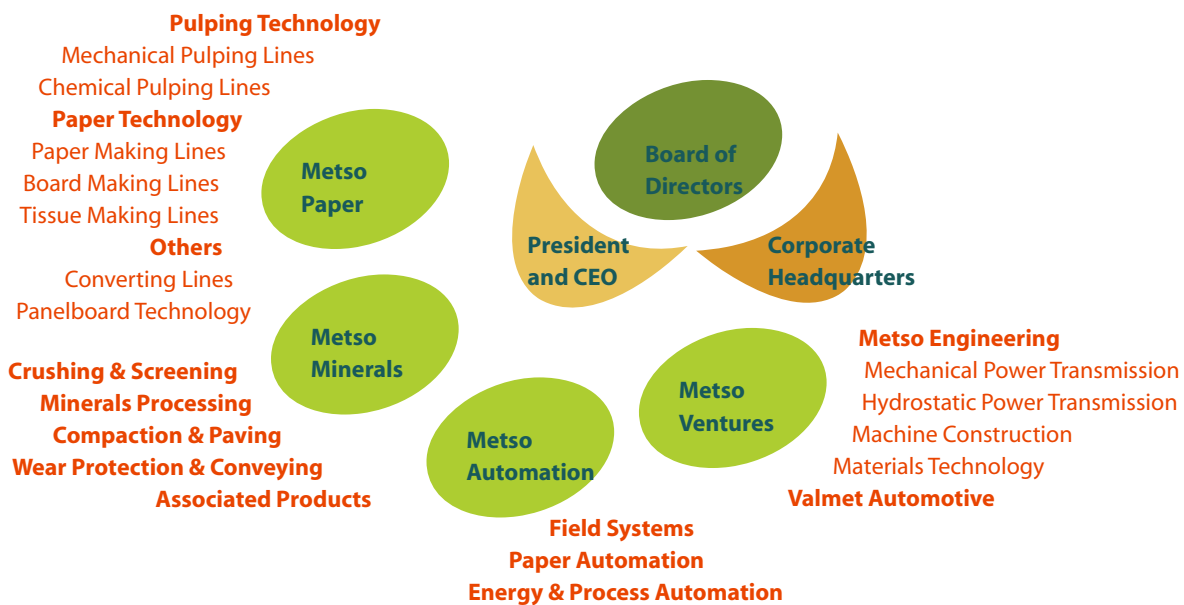 Pulping Technology
Mechanical Pulping Lines
Chemical Pulping Lines
Paper Technology
Paper Making Lines
Board Making Lines
Tissue Making Lines
Others
Converting Lines
Panelboard Technology
Metso
Paper
Board of
Directors
President
and CEO
Corporate
Headquarters
Metso
Minerals
Crushing & Screening
Minerals Processing
Compaction & Paving
Wear Protection & Conveying
Associated Products
Metso
Automation
Field Systems
Paper Automation
Energy & Process Automation
Metso
Ventures
Metso Engineering
Mechanical Power Transmission
Hydrostatic Power Transmission
Machine Construction
Materials Technology
Valmet Automotive